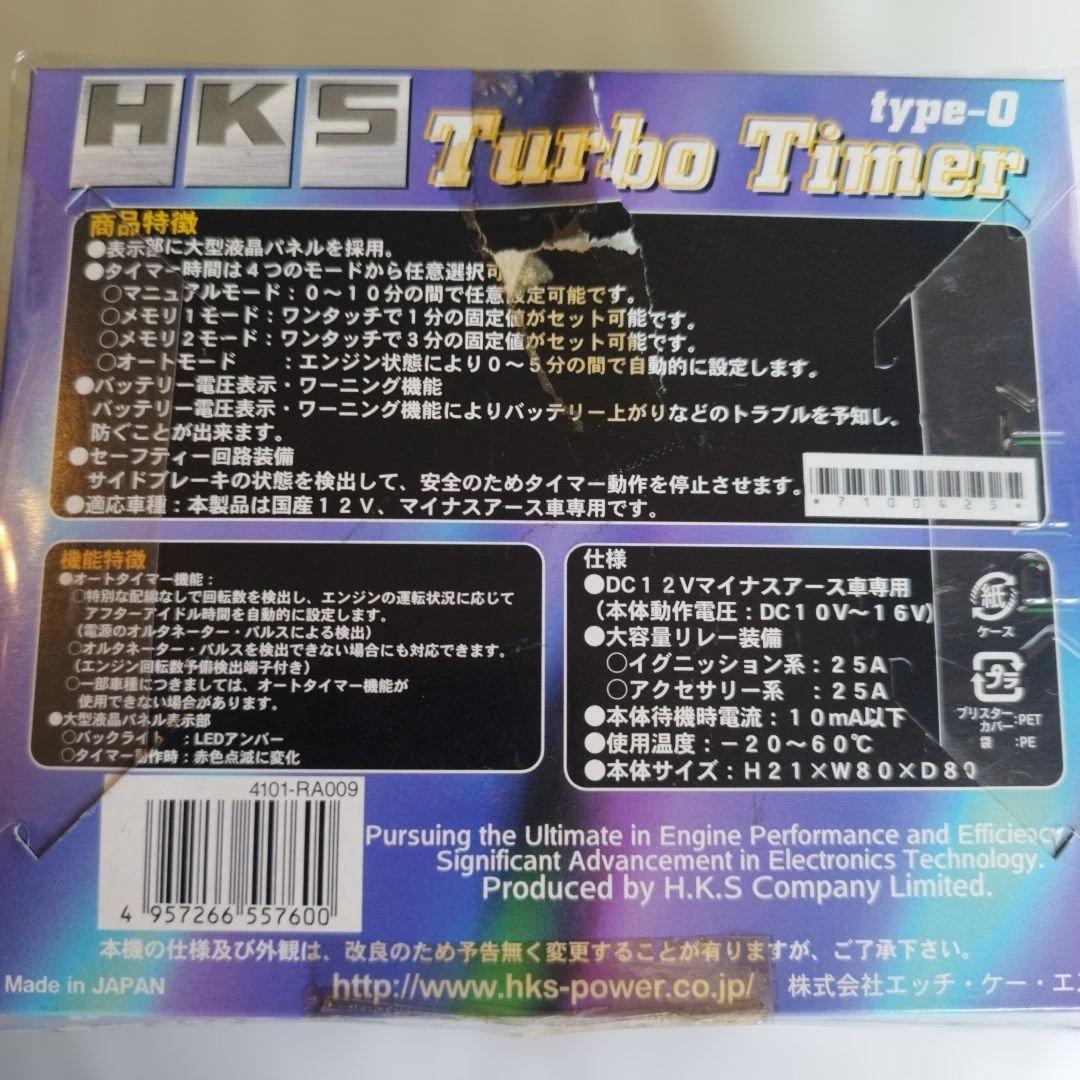 HKS Turbo Timer type-0
商品特徴
●表示部に大型液晶パネルを採用。
●タイマー時間は4つのモードから任意選択可
○マニュアルモード：0～10分の間で任意設定可能です。
○メモリ1モード：ワンタッチで1分の固定値がセット可能です。
○メモリ2モード：ワンタッチで3分の固定値がセット可能です。
○オートモード　　：エンジン状態により0～5分の間で自動的に設定します。
●バッテリー電圧表示・ワーニング機能
バッテリー電圧表示・ワーニング機能によりバッテリー上がりなどのトラブルを予知し、
防ぐことが出来ます。
●セーフティー回路装備
サイドブレーキの状態を検出して、安全のためタイマー動作を停止させます。
●適応車種：本製品は国産12V、マイナスアース車専用です。
*7100425*
機能特徴
●オートタイマー機能：
○特別な配線なしで回転数を検出し、エンジンの運転状況に応じて
アフターアイドル時間を自動的に設定します。
（電源のオルタネーター・パルスによる検出）
○オルタネーター・パルスを検出できない場合にも対応できます。
（エンジン回転数予備検出端子付き）
○一部車種につきましては、オートタイマー機能が
使用できない場合があります。
●大型液晶パネル表示部
○バックライト　：LEDアンバー
○タイマー動作時：赤色点滅に変化
仕様
●DC12Vマイナスアース車専用
（本体動作電圧：DC10V～16V）
●大容量リレー装備
○イグニッション系：25A
○アクセサリー系　：25A
●本体待機時電流：10mA以下
●使用温度：－20～60℃
●本体サイズ：H21×W80×D80
紙
ケース
プラ
ブリスターカバー:PET
袋 :PE
4101-RA009
4 957266 557600
Pursuing the Ultimate in Engine Performance and Efficiency
Significant Advancement in Electronics Technology.
Produced by H.K.S Company Limited.
本機の仕様及び外観は、改良のため予告無く変更することが有りますが、ご了承下さい。
Made in JAPAN http://www.hks-power.co.jp/ 株式会社エッチ・ケー・エス